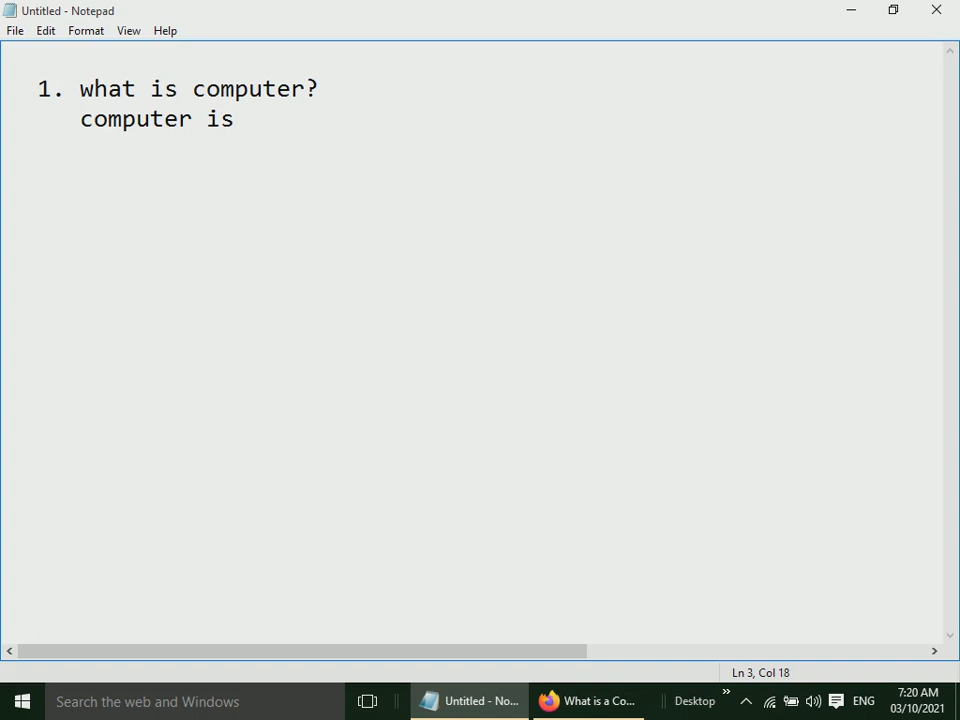 Untitled - Notepad
File Edit Format View Help
1. what is computer?
computer is
Ln 3, Col 18
Search the web and Windows
Untitled - No...
What is a Co...
Desktop
ENG
7:20 AM
03/10/2021